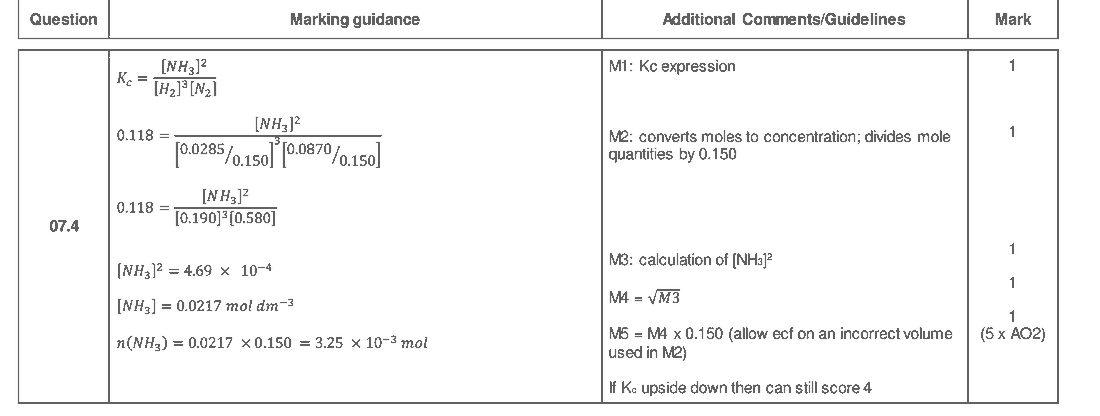 Question Marking guidance Additional Comments/Guidelines Mark
07.4
K_c = [NH₃]² / [H₂]³[N₂]
0.118 = [NH₃]² / [0.0285/0.150]³[0.0870/0.150]
0.118 = [NH₃]² / [0.190]³[0.580]
[NH₃]² = 4.69 × 10⁻⁴
[NH₃] = 0.0217 mol dm⁻³
n(NH₃) = 0.0217 × 0.150 = 3.25 × 10⁻³ mol
M1: Kc expression
M2: converts moles to concentration; divides mole
quantities by 0.150
M3: calculation of [NH₃]²
M4 = √M3
M5 = M4 x 0.150 (allow ecf on an incorrect volume
used in M2)
If K꜀ upside down then can still score 4
1
1
1
1
1
(5 x AO2)